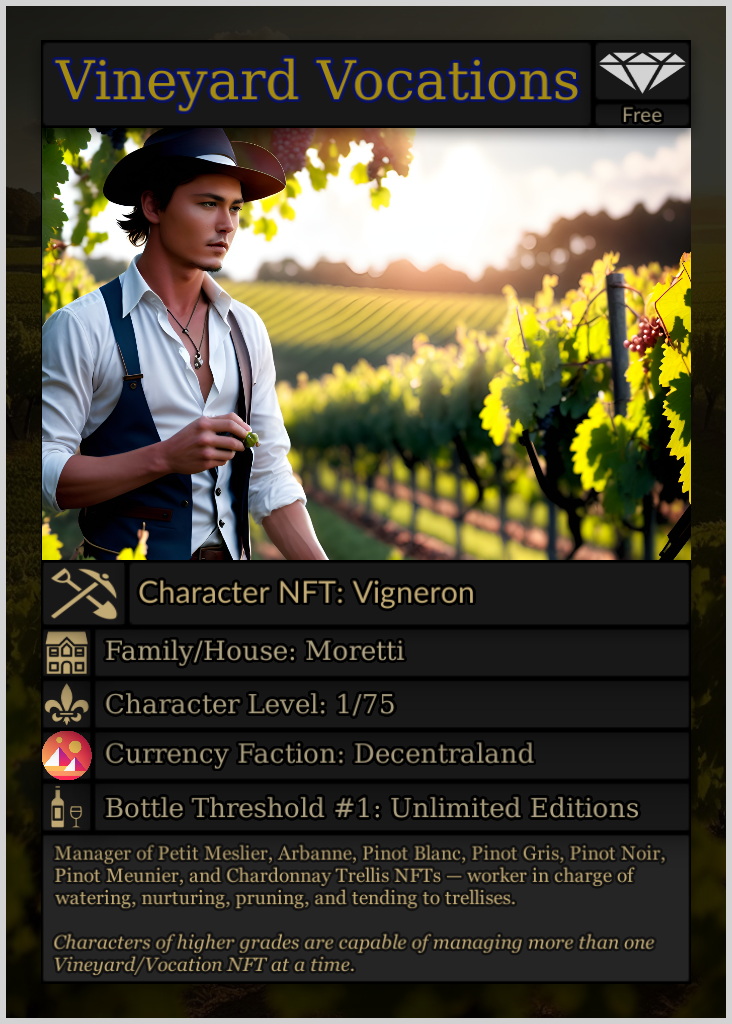 Vineyard Vocations
Free
Character NFT: Vigneron
Family/House: Moretti
Character Level: 1/75
Currency Faction: Decentraland
Bottle Threshold #1: Unlimited Editions
Manager of Petit Meslier, Arbanne, Pinot Blanc, Pinot Gris, Pinot Noir,
Pinot Meunier, and Chardonnay Trellis NFTs — worker in charge of
watering, nurturing, pruning, and tending to trellises.
Characters of higher grades are capable of managing more than one
Vineyard/Vocation NFT at a time.